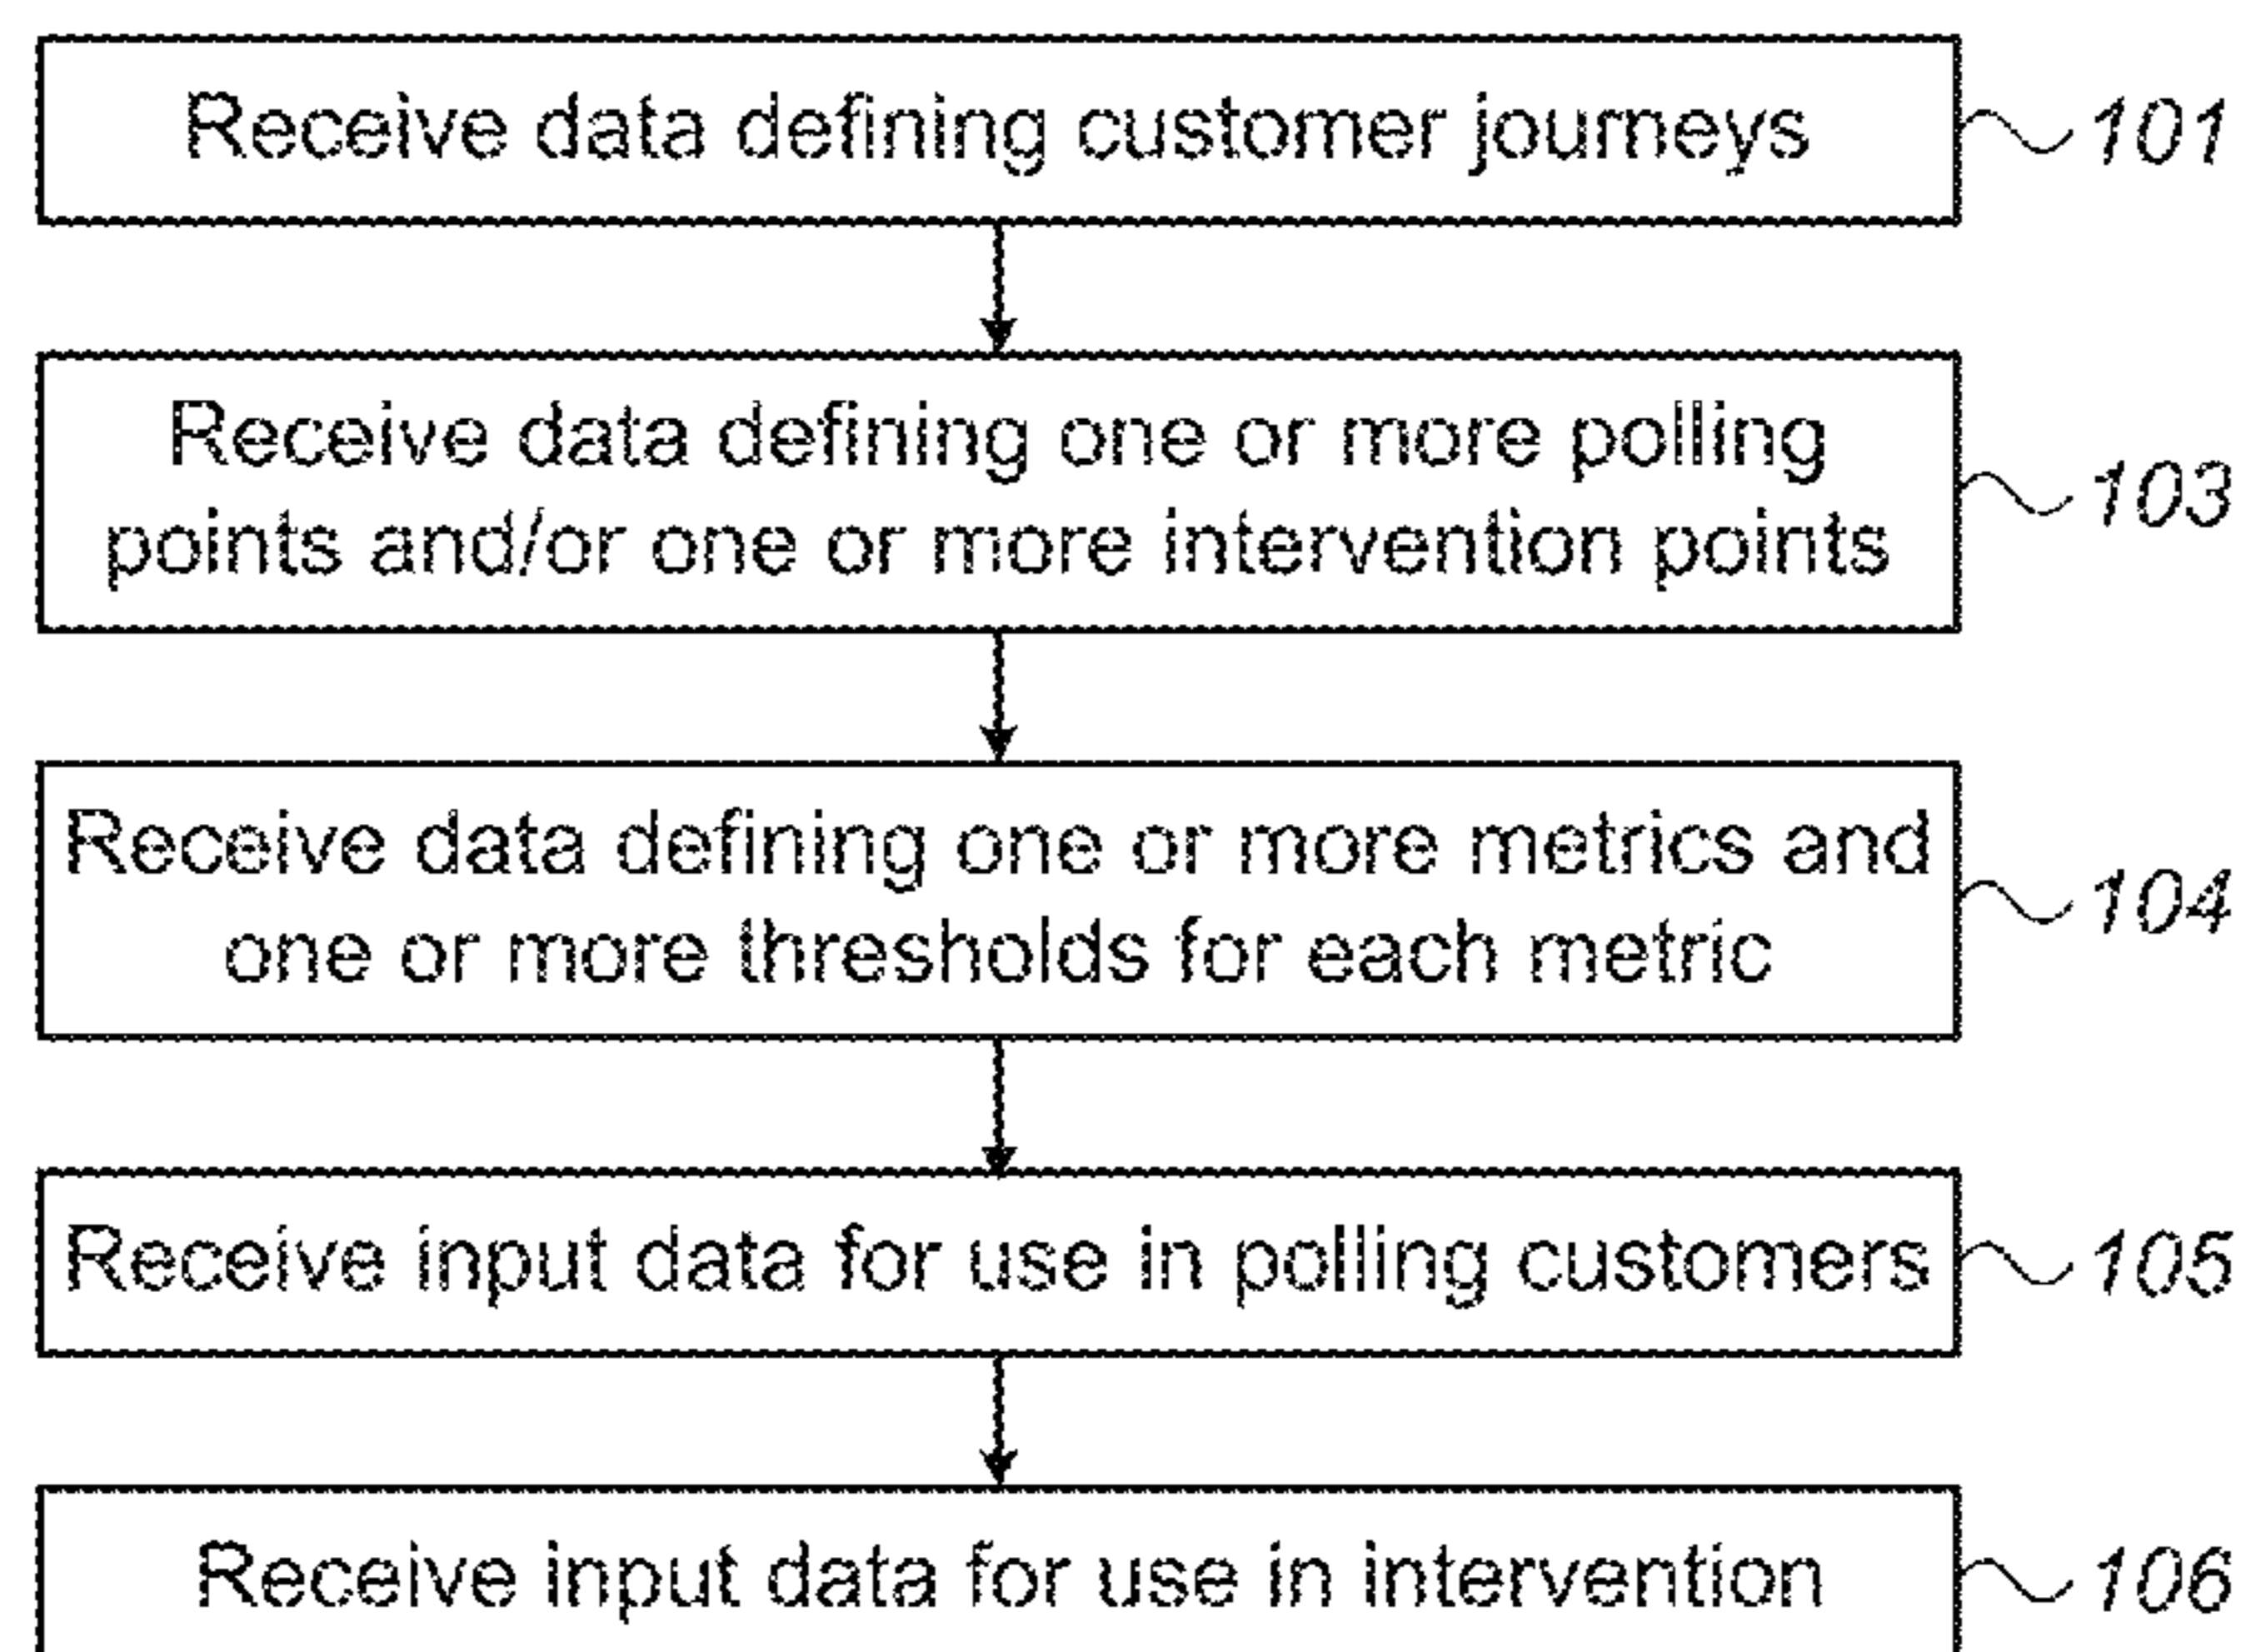 Receive data defining customer journeys
101
Receive data defining one or more polling
points and/or one or more intervention points
103
Receive data defining one or more metrics and
one or more thresholds for each metric
104
Receive input data for use in polling customers
105
Receive input data for use in intervention
106